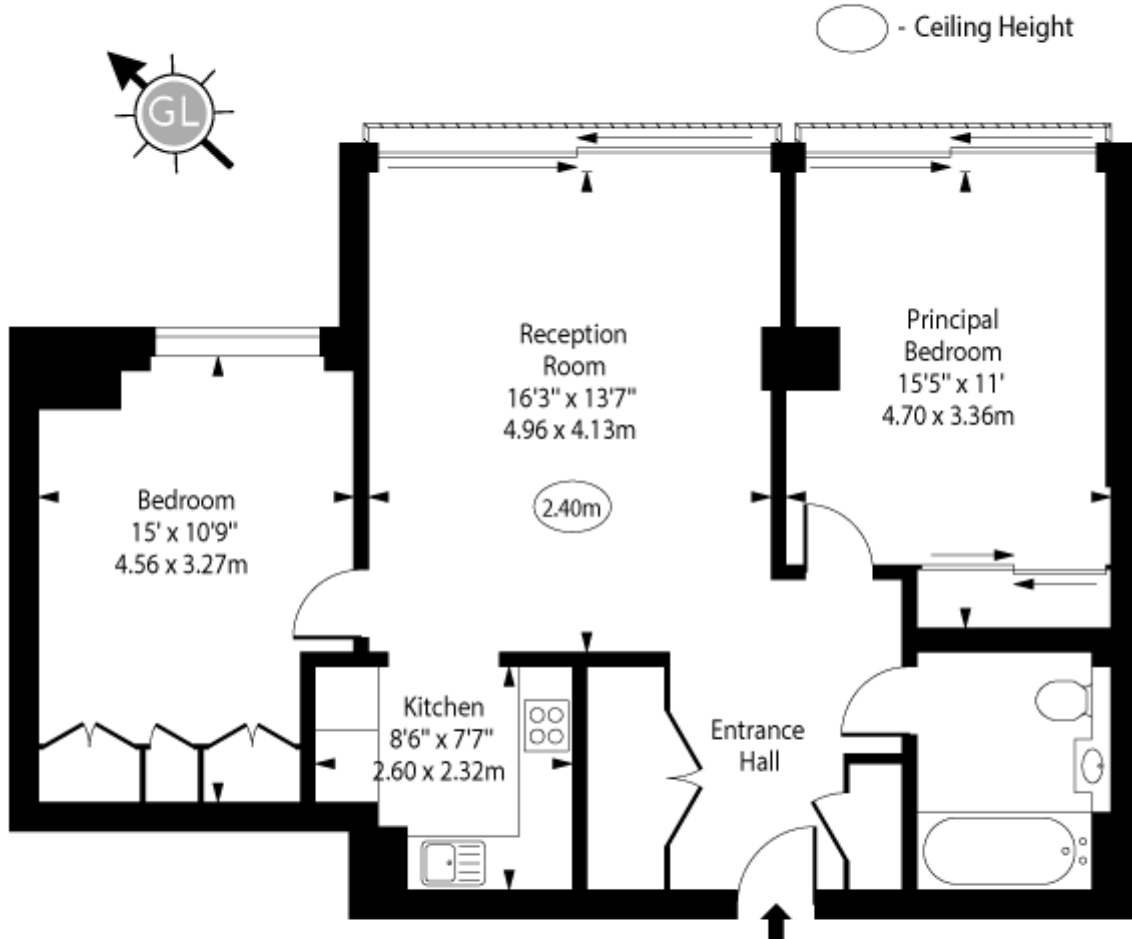 - Ceiling Height
GL
Reception
Room
16'3" x 13'7"
4.96 x 4.13m
Principal
Bedroom
15'5" x 11'
4.70 x 3.36m
2.40m
Bedroom
15' x 10'9"
4.56 x 3.27m
Kitchen
8'6" x 7'7"
2.60 x 2.32m
Entrance
Hall